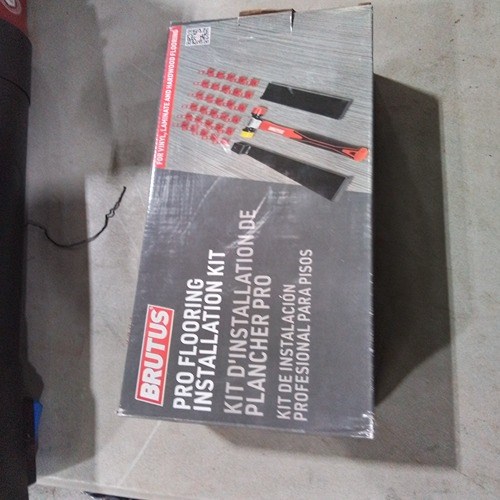 FOR VINYL, LAMINATE AND HARDWOOD FLOORING
BRUTUS
PRO FLOORING
INSTALLATION KIT
KIT D'INSTALLATION DE
PLANCHER PRO
KIT DE INSTALACIÓN
PROFESIONAL PARA PISOS